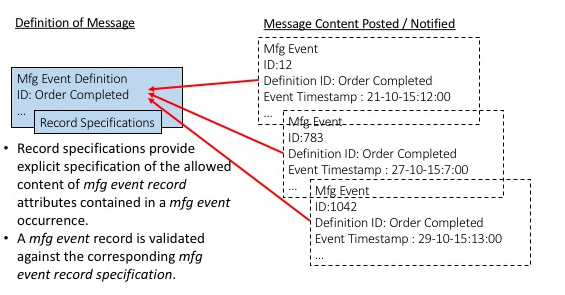 Definition of Message
Mfg Event Definition
ID: Order Completed
...
Record Specifications
• Record specifications provide
explicit specification of the allowed
content of mfg event record
attributes contained in a mfg event
occurrence.
• A mfg event record is validated
against the corresponding mfg
event record specification.
Message Content Posted / Notified
Mfg Event
ID:12
Definition ID: Order Completed
Event Timestamp : 21-10-15:12:00
...
Mfg Event
ID:783
Definition ID: Order Completed
Event Timestamp : 27-10-15:7:00
...
Mfg Event
ID:1042
Definition ID: Order Completed
Event Timestamp : 29-10-15:13:00
...